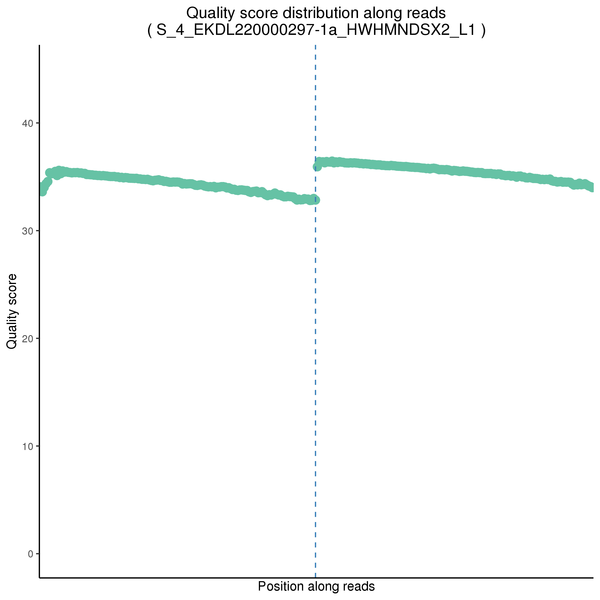 Quality score distribution along reads
( S_4_EKDL220000297-1a_HWHMNDSX2_L1 )
Quality score
40
30
20
10
0
Position along reads